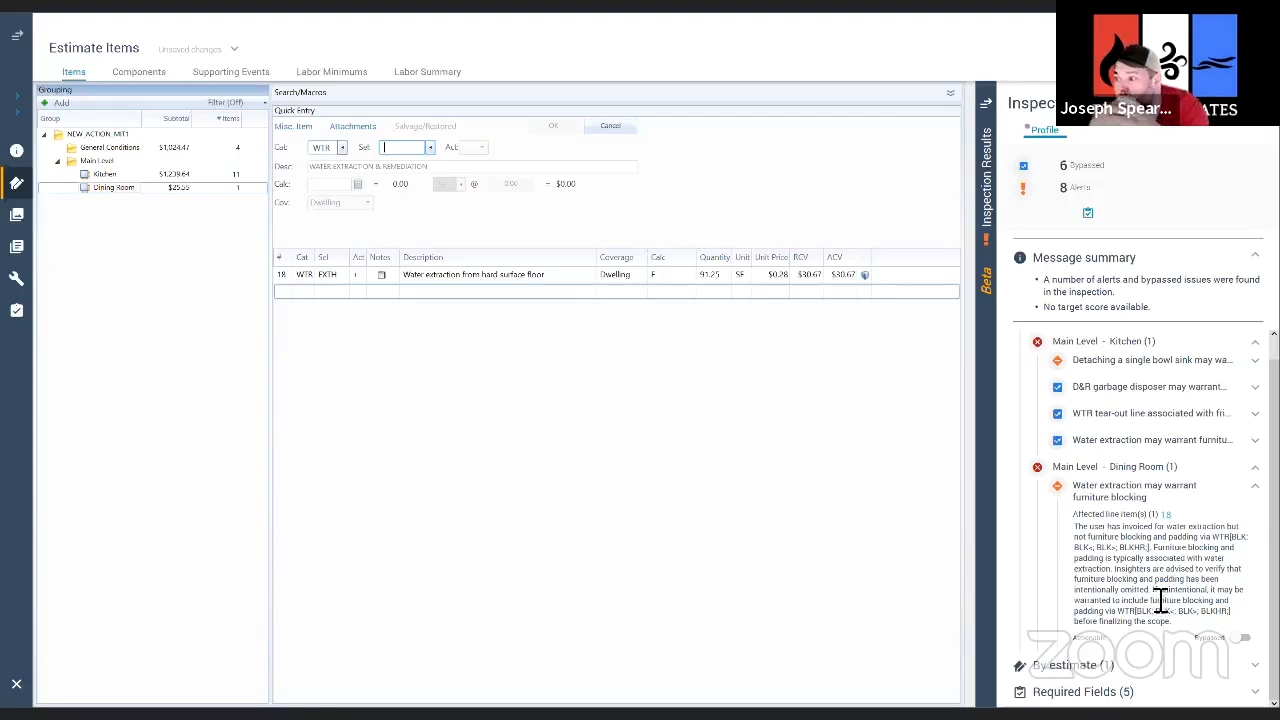 Estimate Items
Unsaved changes
Items
Components
Supporting Events
Labor Minimums
Labor Summary
Grouping
Add
Filter (Off)
Group
Subtotal
# Items
NEW_ACTION_MIT1
General Conditions
$1,024.47
4
Main Level
Kitchen
$1,239.64
11
Dining Room
$25.55
1
Search/Macros
Quick Entry
Misc. Item
Attachments
Salvage/Restored
OK
Cancel
Cat:
WTR
Sel:
Act:
Desc:
WATER EXTRACTION & REMEDIATION
Calc:
= 0.00
@
0.00
= $0.00
Cov:
Dwelling
# Cat Sel Act Notes Description Coverage Calc Quantity Unit Unit Price RCV ACV
18 WTR EXTH + Water extraction from hard surface floor Dwelling F 91.25 SF $0.28 $30.67 $30.67
Inspection Results
Beta
Inspec
Profile
6 Bypassed
8 Alerts
Message summary
• A number of alerts and bypassed issues were found
in the inspection.
• No target score available.
Main Level - Kitchen (1)
Detaching a single bowl sink may wa...
D&R garbage disposer may warrant...
WTR tear-out line associated with fri...
Water extraction may warrant furnitu...
Main Level - Dining Room (1)
Water extraction may warrant
furniture blocking
Affected line item(s) (1) 18
The user has invoiced for water extraction but
not furniture blocking and padding via WTR[BLK;
BLK<; BLK>; BLKHR;]. Furniture blocking and
padding is typically associated with water
extraction. Insighters are advised to verify that
furniture blocking and padding has been
intentionally omitted. If unintentional, it may be
warranted to include furniture blocking and
padding via WTR[BLK; BLK<; BLK>; BLKHR;]
before finalizing the scope.
Actionable
Bypassed
By estimate (1)
Required Fields (5)
Joseph Spear...
ATES
zoom